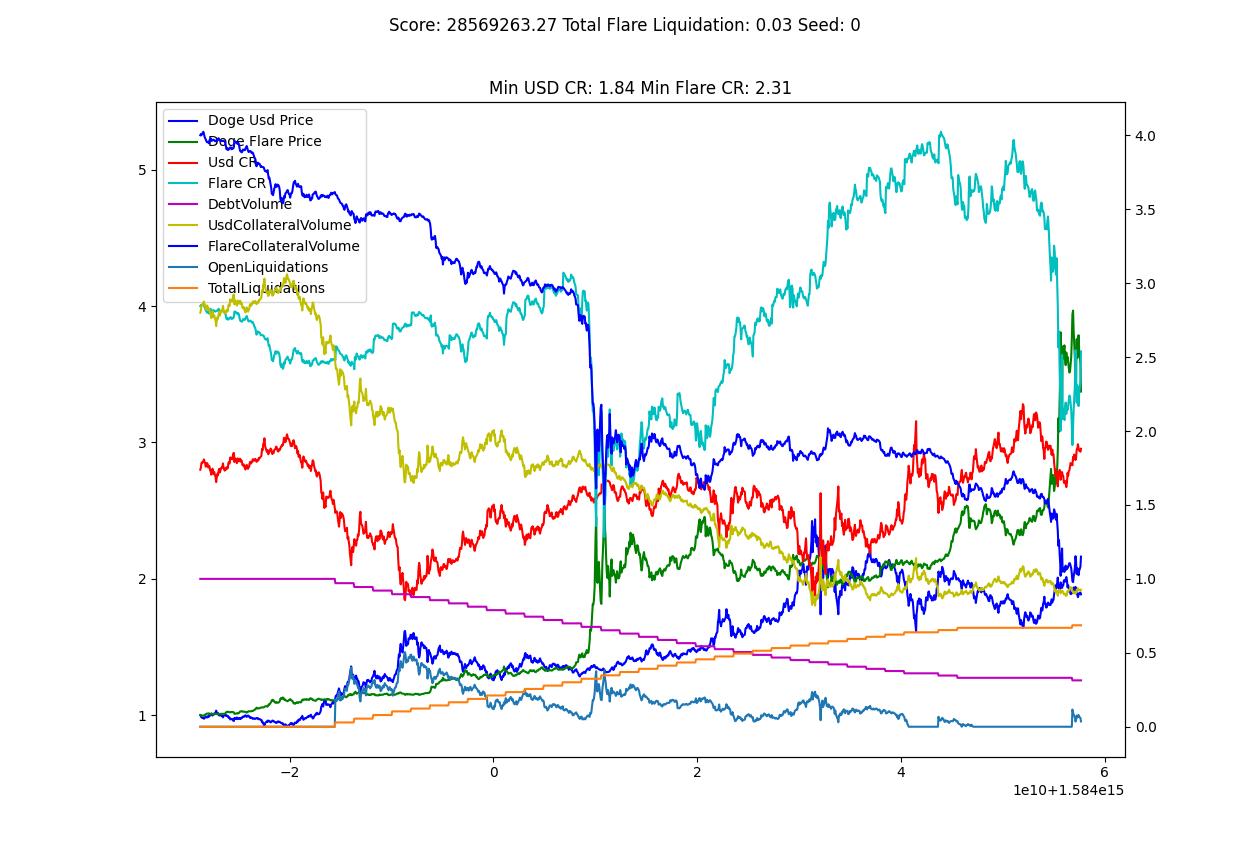 Score: 28569263.27 Total Flare Liquidation: 0.03 Seed: 0
Min USD CR: 1.84 Min Flare CR: 2.31
Doge Usd Price
Doge Flare Price
Usd CR
Flare CR
DebtVolume
UsdCollateralVolume
FlareCollateralVolume
OpenLiquidations
TotalLiquidations
5
4
3
2
1
4.0
3.5
3.0
2.5
2.0
1.5
1.0
0.5
0.0
−2
0
2
4
6
1e10+1.584e15